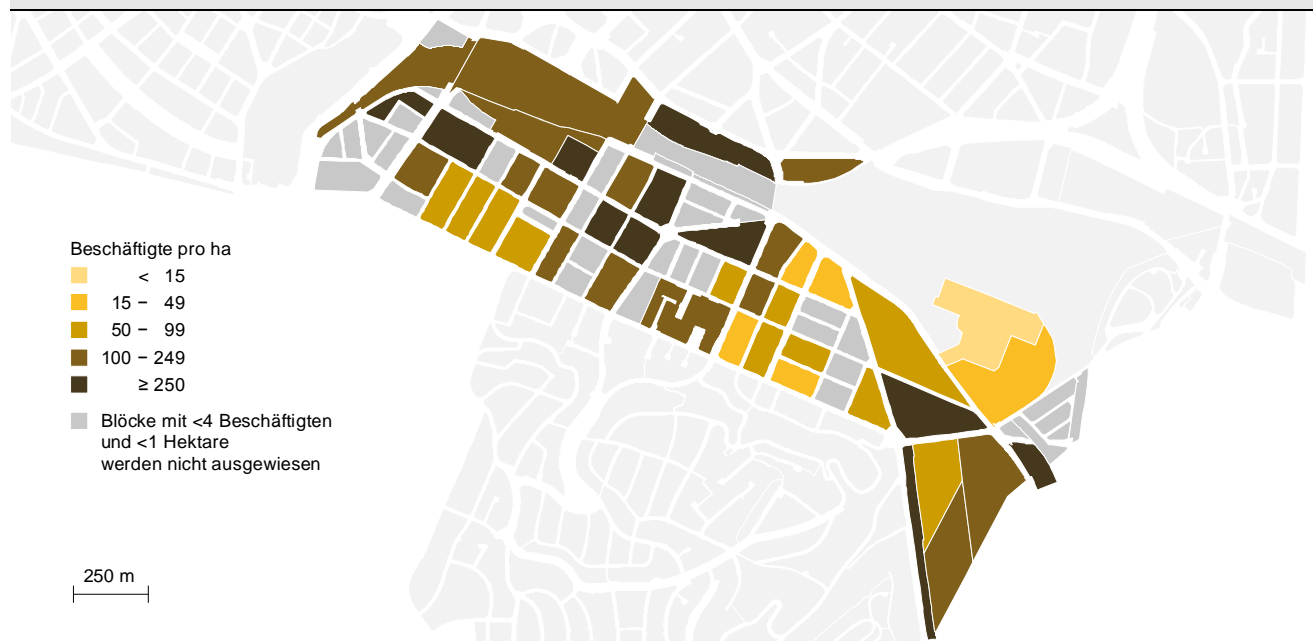 Beschäftigte pro ha
< 15
15 – 49
50 – 99
100 – 249
≥ 250
Blöcke mit <4 Beschäftigten
und <1 Hektare
werden nicht ausgewiesen
250 m